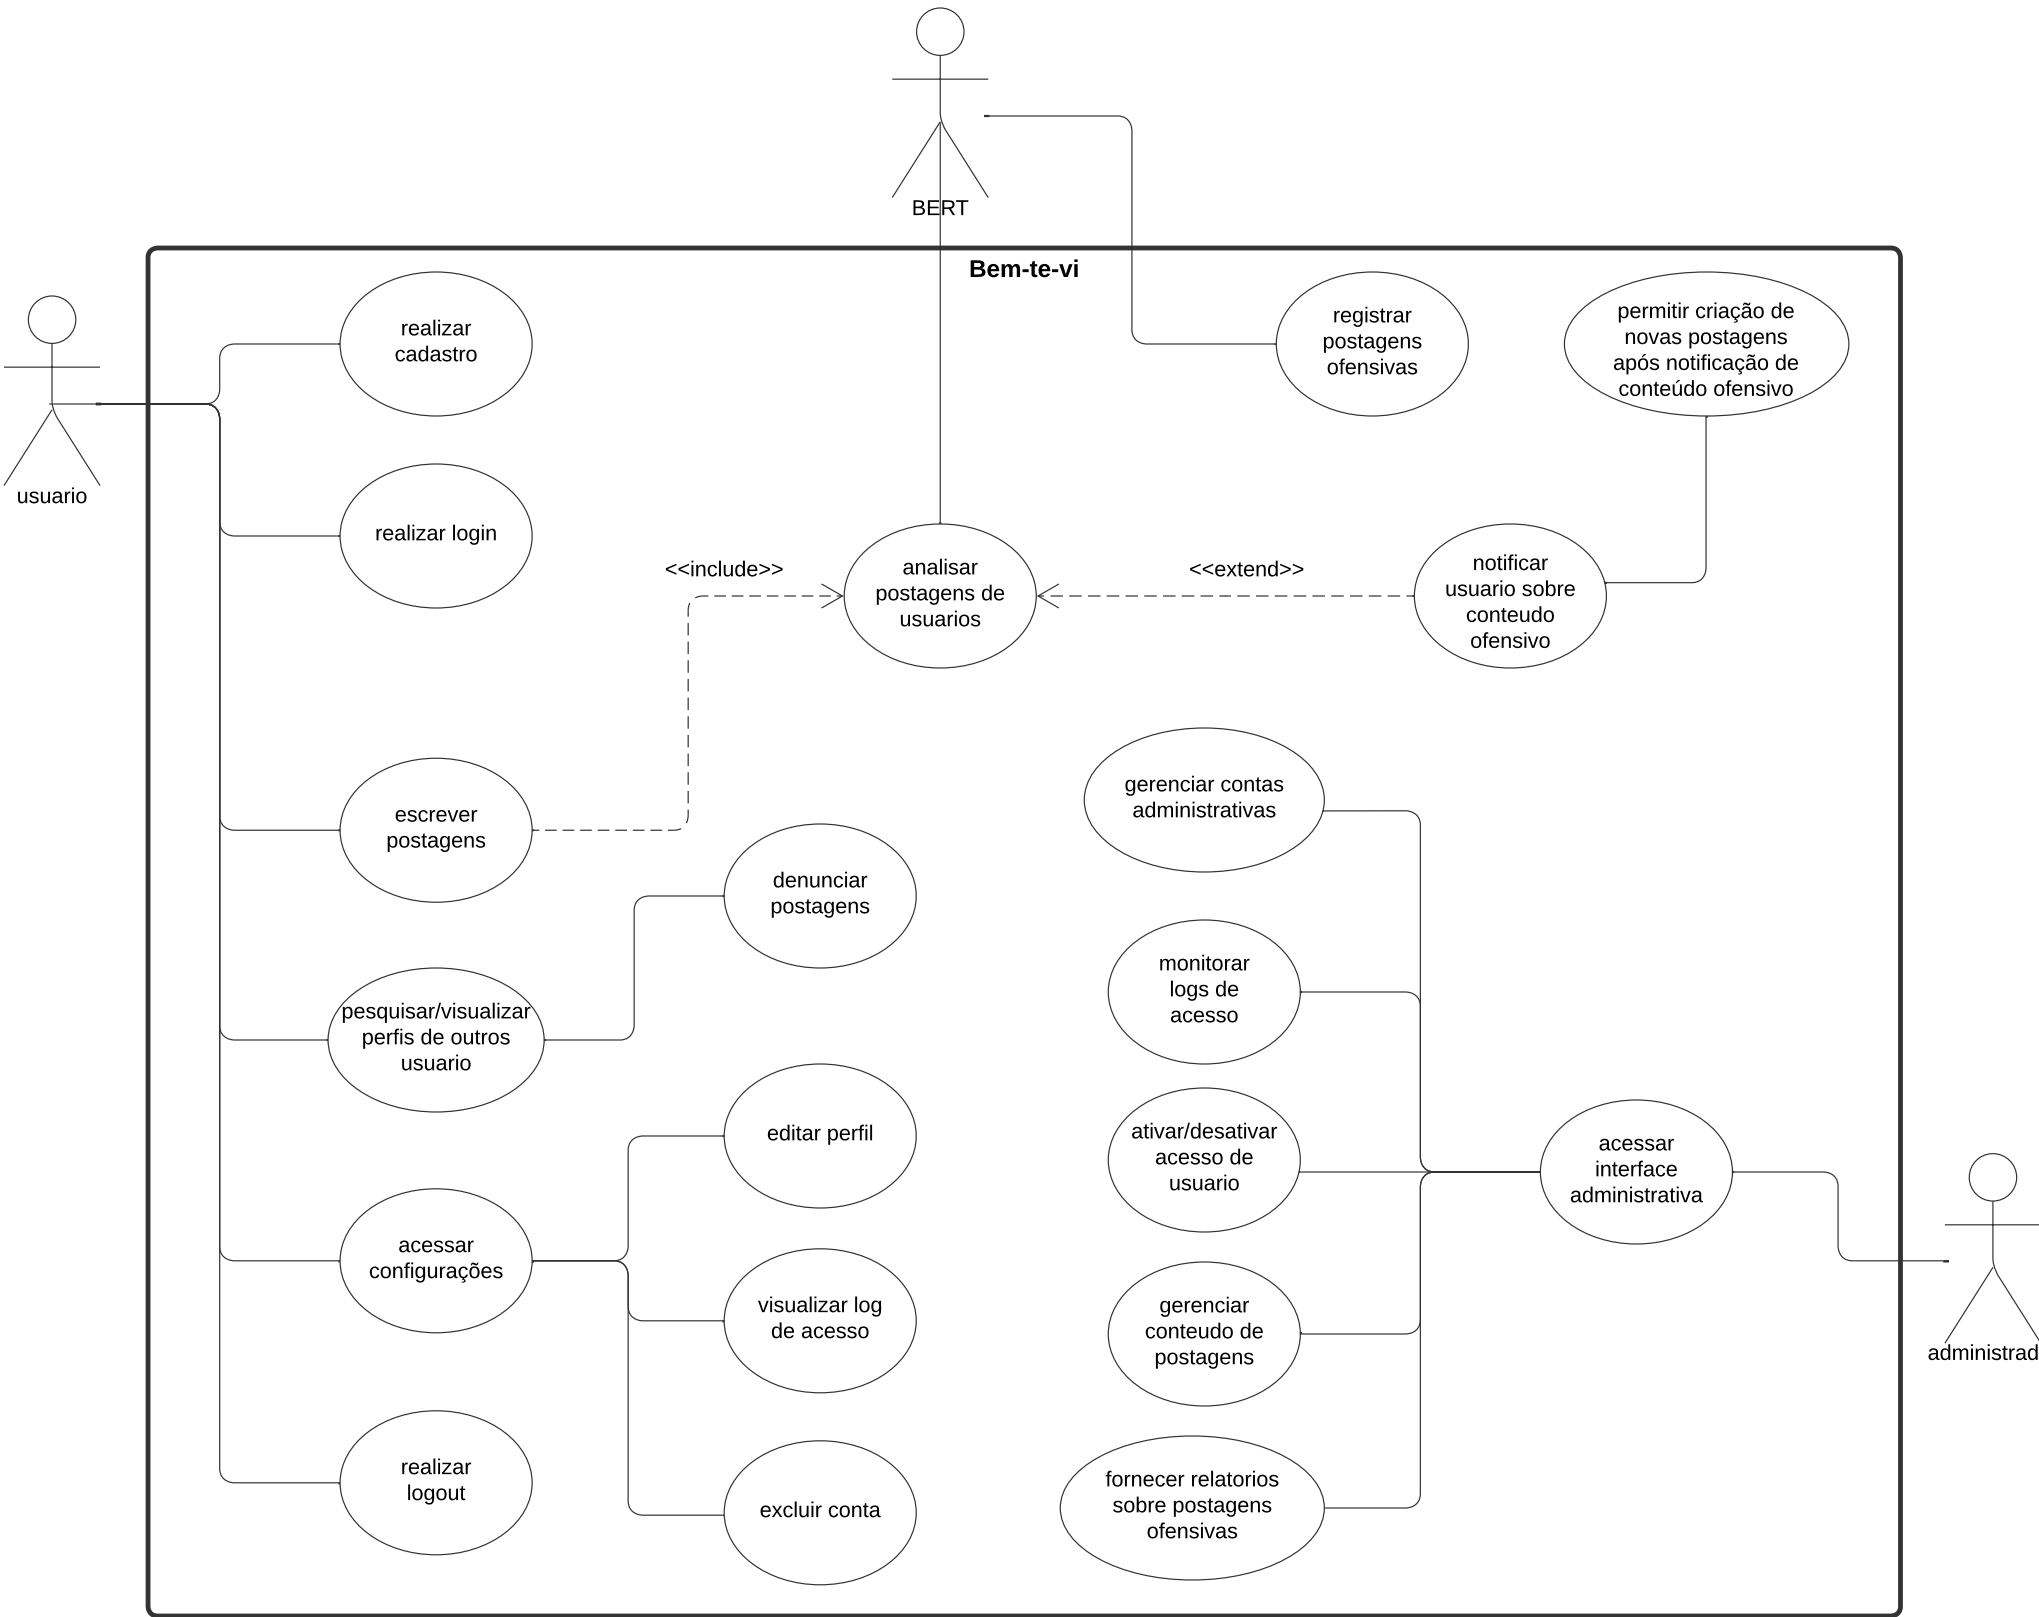 BERT
Bem-te-vi
usuario
realizar
cadastro
realizar login
escrever
postagens
pesquisar/visualizar
perfis de outros
usuario
acessar
configurações
realizar
logout
<<include>>
analisar
postagens de
usuarios
<<extend>>
notificar
usuario sobre
conteudo
ofensivo
registrar
postagens
ofensivas
permitir criação de
novas postagens
após notificação de
conteúdo ofensivo
denunciar
postagens
editar perfil
visualizar log
de acesso
excluir conta
gerenciar contas
administrativas
monitorar
logs de
acesso
ativar/desativar
acesso de
usuario
gerenciar
conteudo de
postagens
fornecer relatorios
sobre postagens
ofensivas
acessar
interface
administrativa
administrad